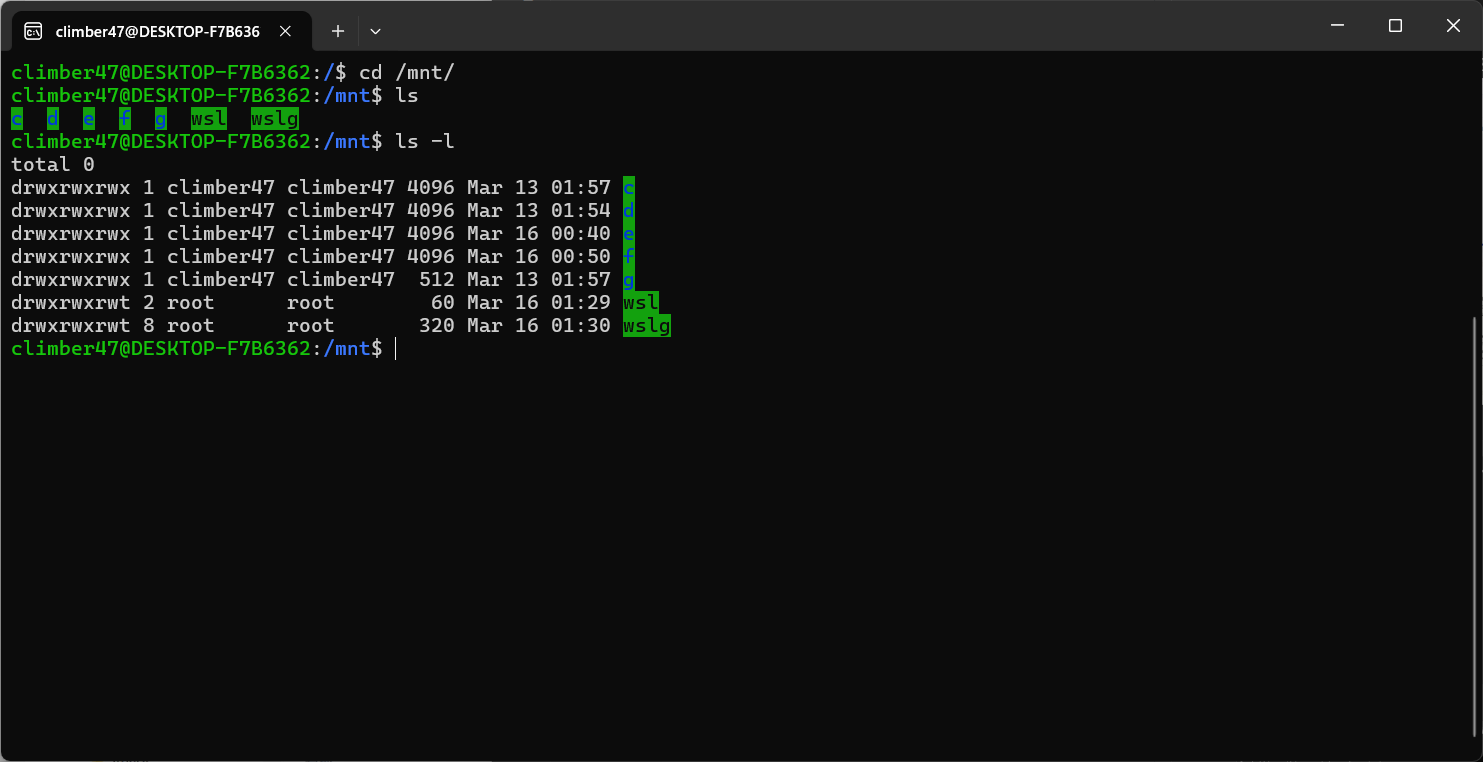 climber47@DESKTOP-F7B636
climber47@DESKTOP-F7B6362:/$ cd /mnt/
climber47@DESKTOP-F7B6362:/mnt$ ls
c  d  e  f  g  wsl  wslg
climber47@DESKTOP-F7B6362:/mnt$ ls -l
total 0
drwxrwxrwx 1 climber47 climber47 4096 Mar 13 01:57 c
drwxrwxrwx 1 climber47 climber47 4096 Mar 13 01:54 d
drwxrwxrwx 1 climber47 climber47 4096 Mar 16 00:40 e
drwxrwxrwx 1 climber47 climber47 4096 Mar 16 00:50 f
drwxrwxrwx 1 climber47 climber47  512 Mar 13 01:57 g
drwxrwxrwt 2 root      root        60 Mar 16 01:29 wsl
drwxrwxrwt 8 root      root       320 Mar 16 01:30 wslg
climber47@DESKTOP-F7B6362:/mnt$